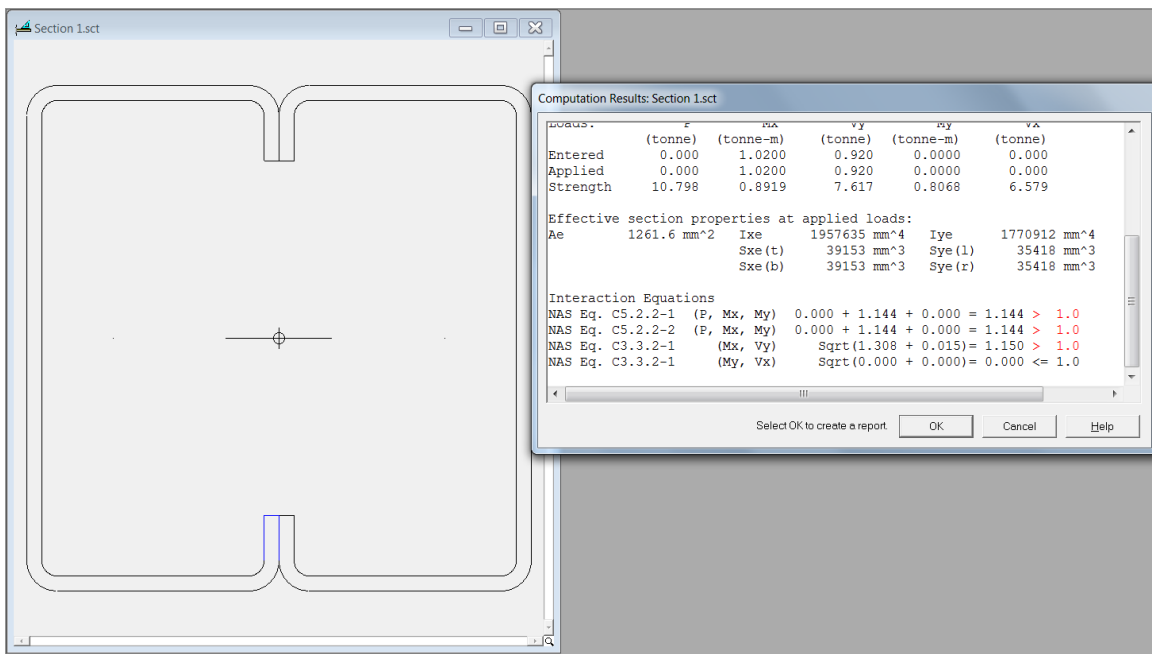 Section 1.sct
Computation Results: Section 1.sct
Loads: P Mx Vy My Vx
(tonne) (tonne-m) (tonne) (tonne-m) (tonne)
Entered 0.000 1.0200 0.920 0.0000 0.000
Applied 0.000 1.0200 0.920 0.0000 0.000
Strength 10.798 0.8919 7.617 0.8068 6.579
Effective section properties at applied loads:
Ae 1261.6 mm^2 Ixe 1957635 mm^4 Iye 1770912 mm^4
Sxe(t) 39153 mm^3 Sye(l) 35418 mm^3
Sxe(b) 39153 mm^3 Sye(r) 35418 mm^3
Interaction Equations
NAS Eq. C5.2.2-1 (P, Mx, My) 0.000 + 1.144 + 0.000 = 1.144 > 1.0
NAS Eq. C5.2.2-2 (P, Mx, My) 0.000 + 1.144 + 0.000 = 1.144 > 1.0
NAS Eq. C3.3.2-1 (Mx, Vy) Sqrt(1.308 + 0.015)= 1.150 > 1.0
NAS Eq. C3.3.2-1 (My, Vx) Sqrt(0.000 + 0.000)= 0.000 <= 1.0
Select OK to create a report.
OK
Cancel
Help